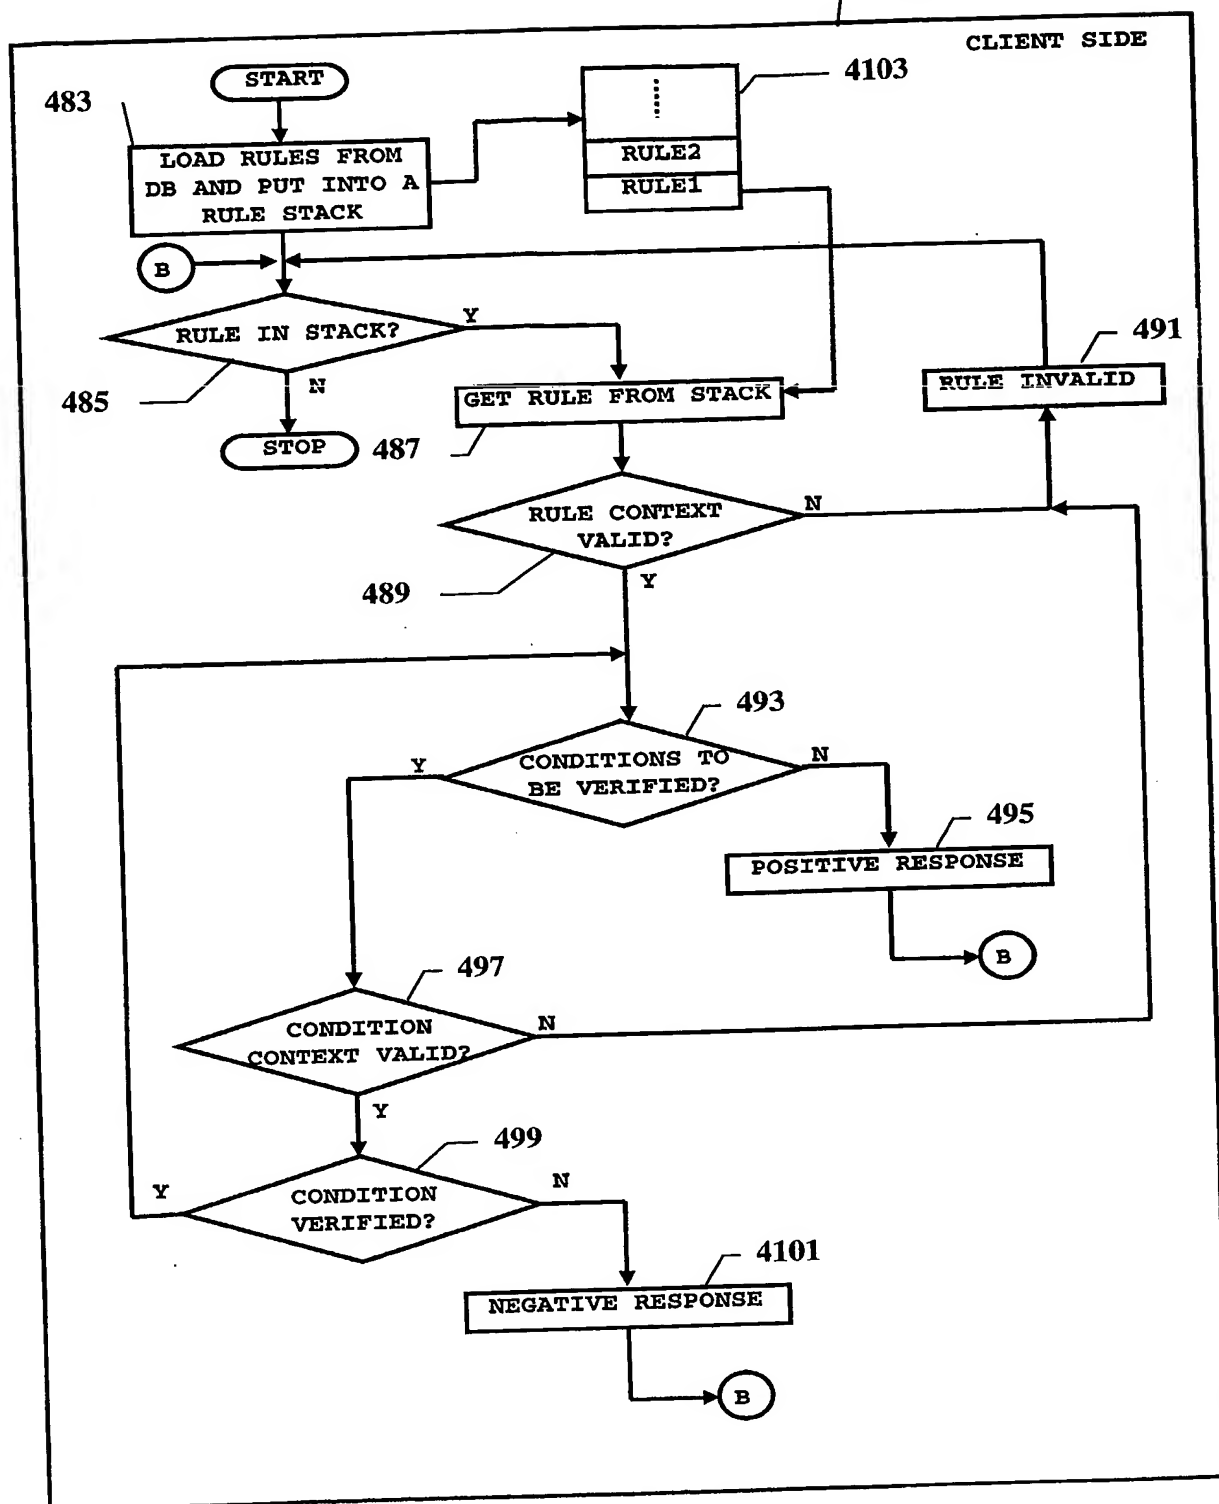 CLIENT SIDE
START
4103
483
LOAD RULES FROM
DB AND PUT INTO A
RULE STACK
RULE2
RULE1
B
RULE IN STACK?
Y
N
485
STOP
GET RULE FROM STACK
487
491
RULE INVALID
RULE CONTEXT
VALID?
N
Y
489
493
CONDITIONS TO
BE VERIFIED?
Y
N
495
POSITIVE RESPONSE
B
497
CONDITION
CONTEXT VALID?
N
Y
499
CONDITION
VERIFIED?
Y
N
4101
NEGATIVE RESPONSE
B